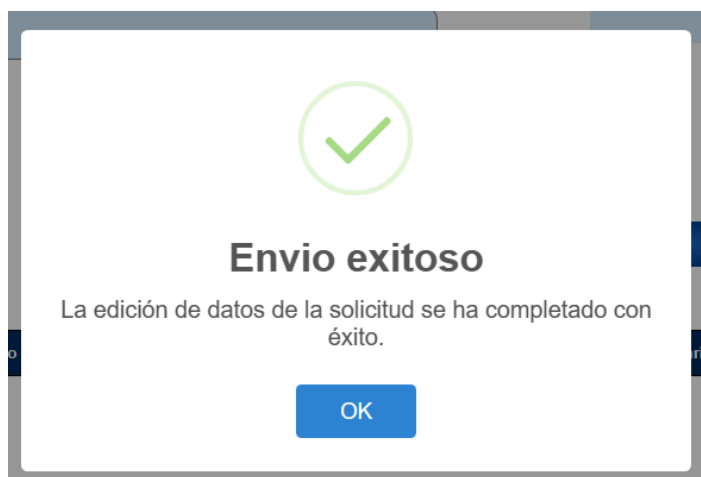 Envio exitoso
La edición de datos de la solicitud se ha completado con
éxito.
OK